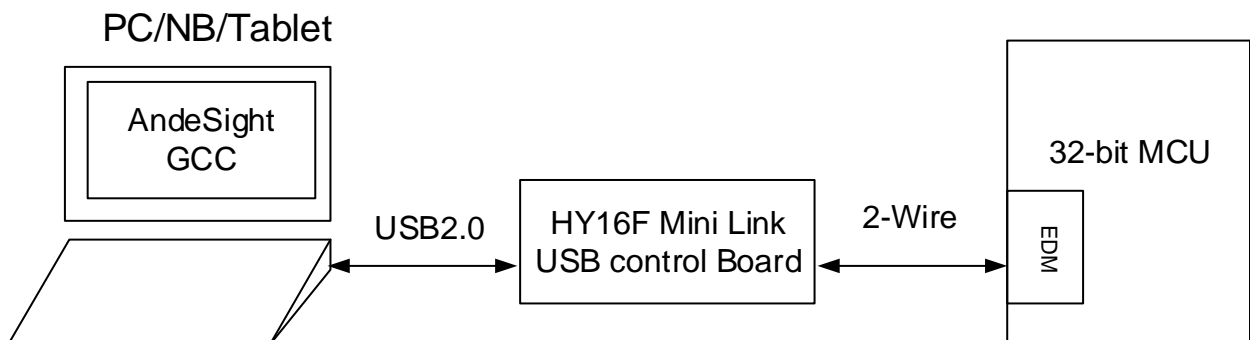 PC/NB/Tablet
AndeSight
GCC
USB2.0
HY16F Mini Link
USB control Board
2-Wire
32-bit MCU
EDM